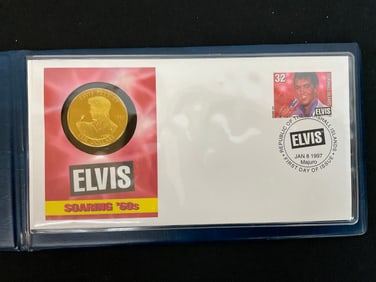 ELVIS
SOARING '60s
32
ELVIS
REPUBLIC OF THE MARSHALL ISLANDS
ELVIS
JAN 8 1997
Majuro
• FIRST DAY OF ISSUE •